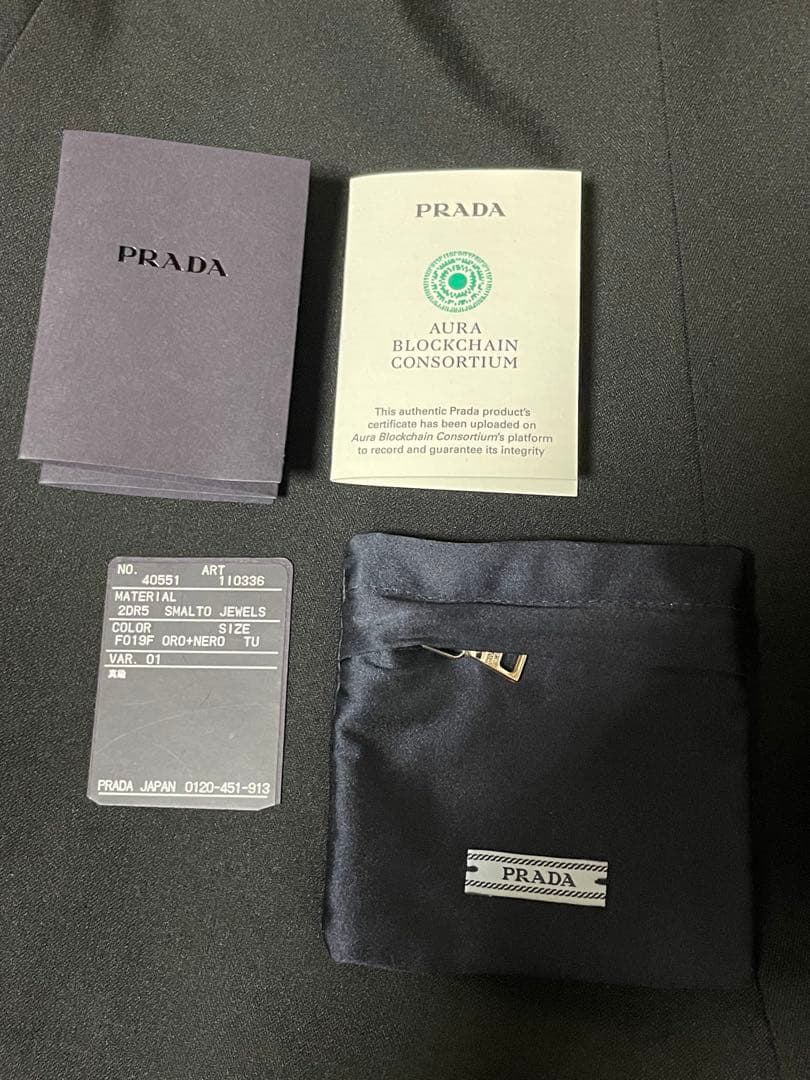 PRADA
PRADA
AURA
BLOCKCHAIN
CONSORTIUM
This authentic Prada product's
certificate has been uploaded on
Aura Blockchain Consortium's platform
to record and guarantee its integrity
NO. ART
40551 1I0336
MATERIAL
2DR5 SMALTO JEWELS
COLOR SIZE
F019F ORO+NERO TU
VAR. 01
真鍮
PRADA JAPAN 0120-451-913
PRADA